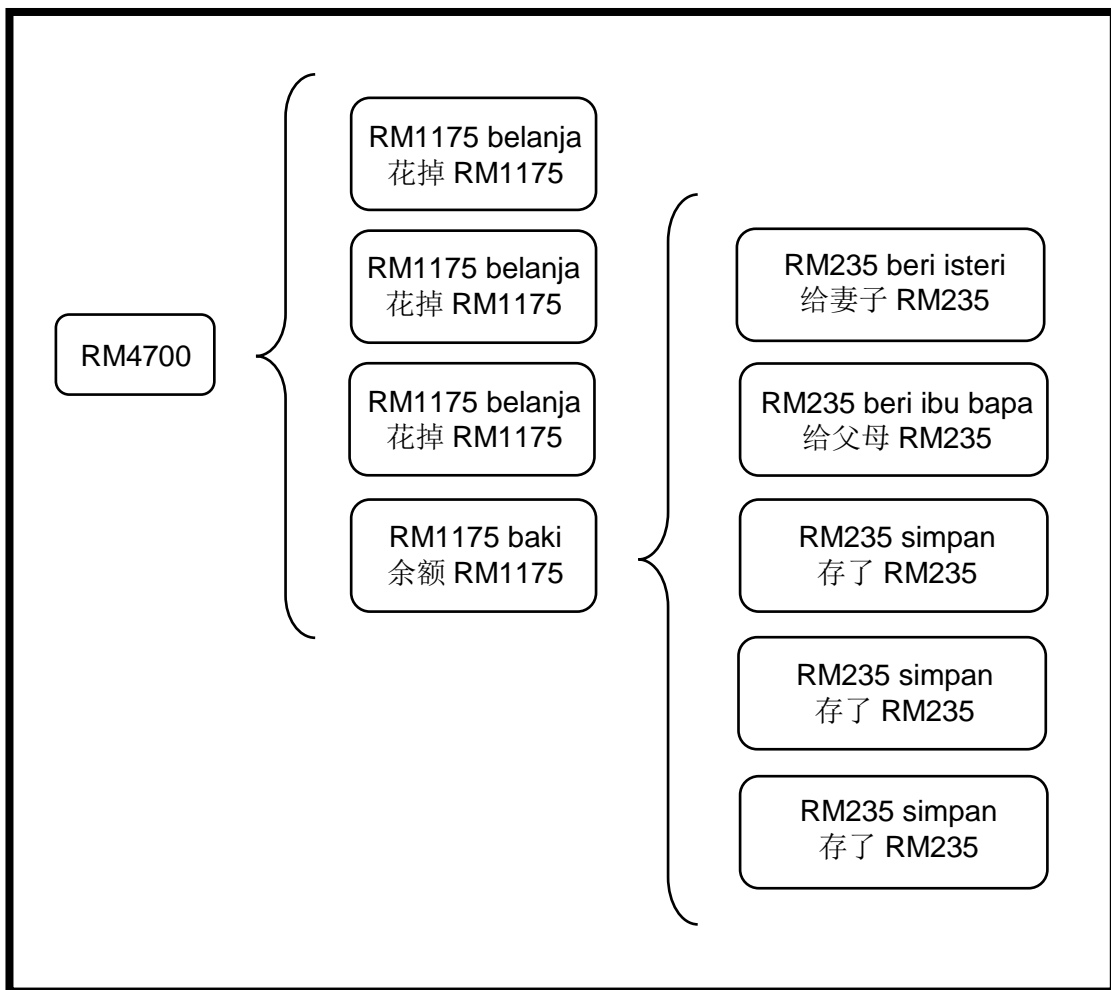 RM4700
RM1175 belanja
花掉 RM1175
RM1175 belanja
花掉 RM1175
RM1175 belanja
花掉 RM1175
RM1175 baki
余额 RM1175
RM235 beri isteri
给妻子 RM235
RM235 beri ibu bapa
给父母 RM235
RM235 simpan
存了 RM235
RM235 simpan
存了 RM235
RM235 simpan
存了 RM235